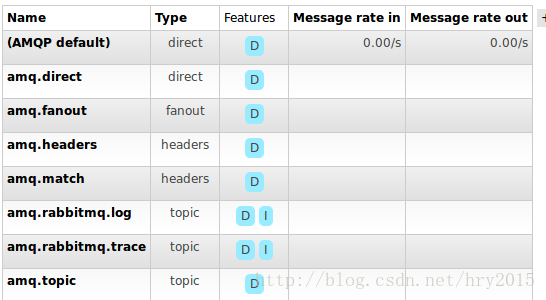 Name Type Features Message rate in Message rate out +
(AMQP default) direct D 0.00/s 0.00/s
amq.direct direct D
amq.fanout fanout D
amq.headers headers D
amq.match headers D
amq.rabbitmq.log topic D I
amq.rabbitmq.trace topic D I
amq.topic topic D
http://blog.csdn.net/hry2015